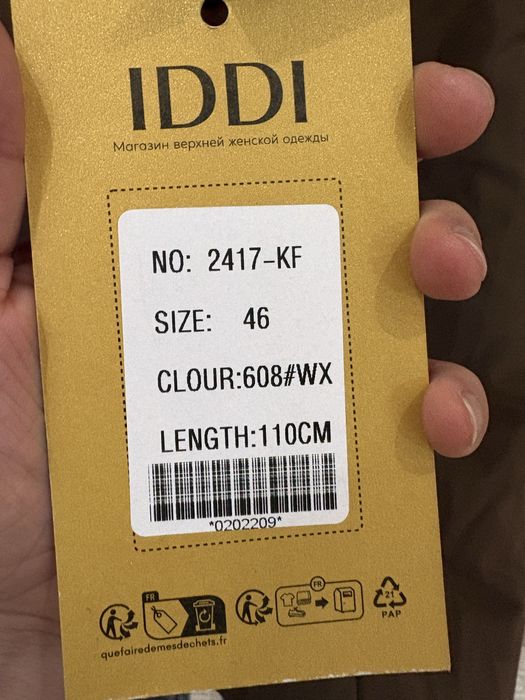 IDDI
Магазин верхней женской одежды
NO: 2417-KF
SIZE: 46
CLOUR:608#WX
LENGTH:110CM
*0202209*
FR
FR
21
PAP
quefairedemesdechets.fr